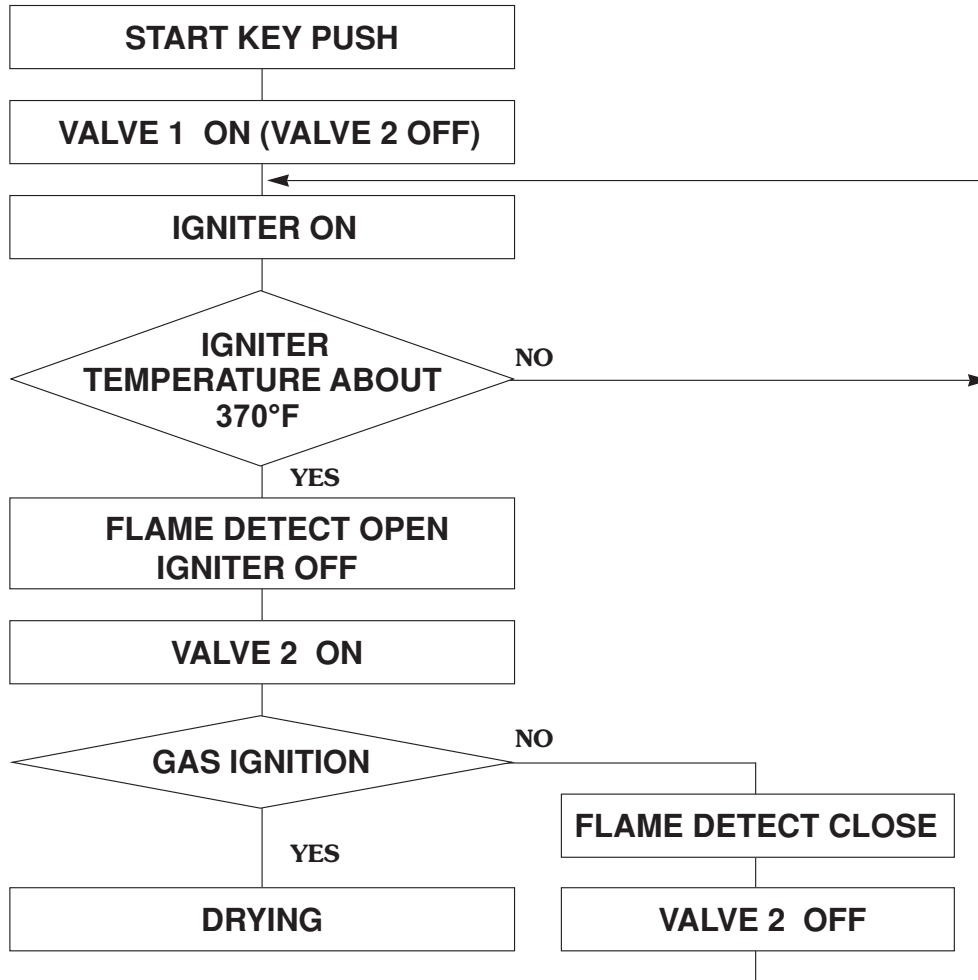 START KEY PUSH
VALVE 1 ON (VALVE 2 OFF)
IGNITER ON
IGNITER
TEMPERATURE ABOUT
370°F
NO
YES
FLAME DETECT OPEN
IGNITER OFF
VALVE 2 ON
GAS IGNITION
NO
FLAME DETECT CLOSE
YES
DRYING
VALVE 2 OFF